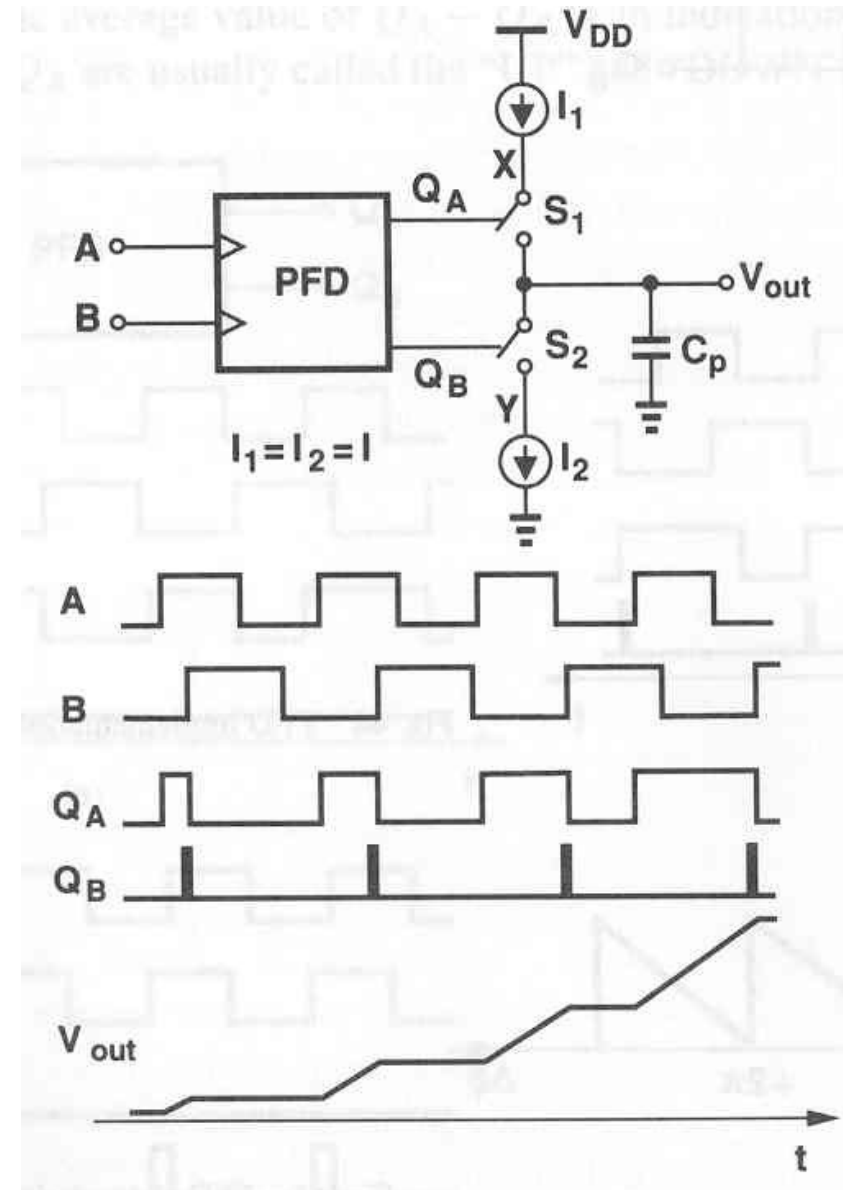 V_DD
I_1
X
Q_A
S_1
A
PFD
V_out
B
S_2
C_p
Q_B
Y
I_1 = I_2 = I
I_2
A
B
Q_A
Q_B
V_out
t